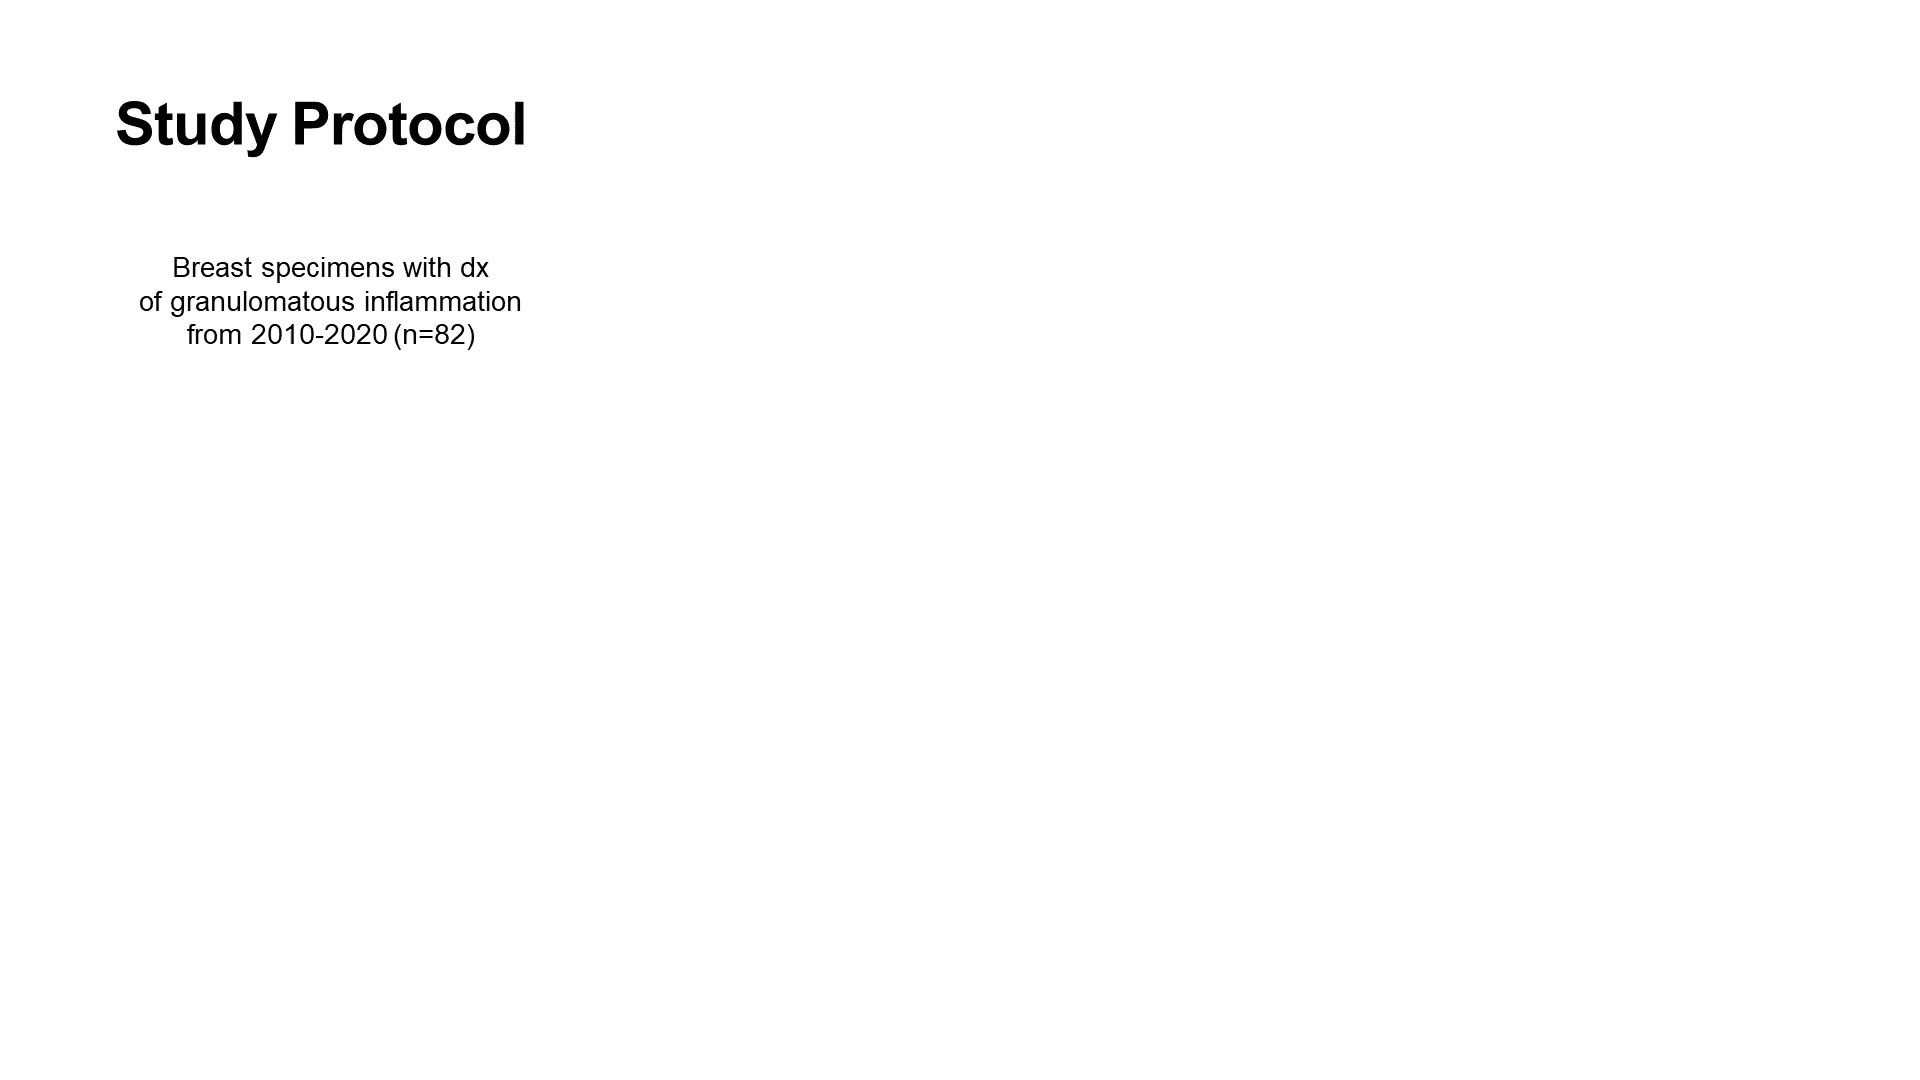 Study Protocol
Breast specimens with dx
of granulomatous inflammation
from 2010-2020 (n=82)